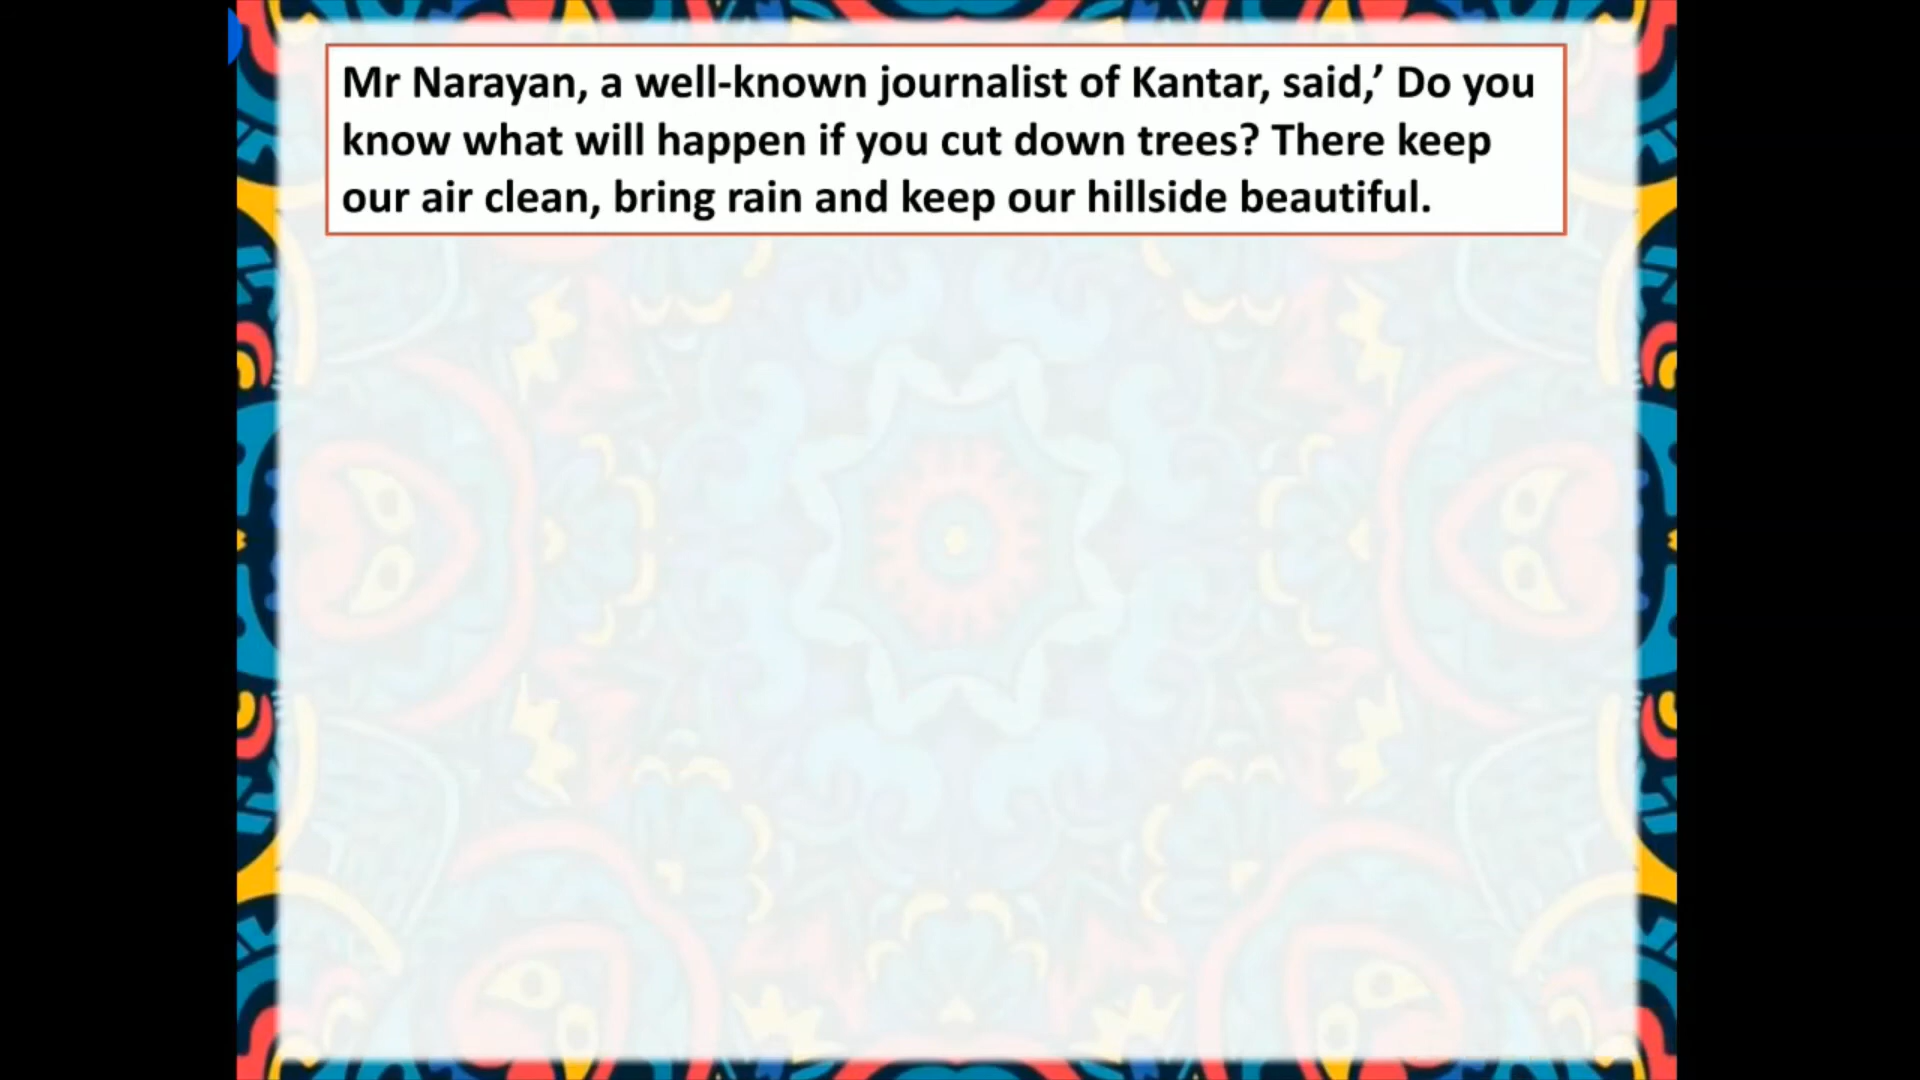 Mr Narayan, a well-known journalist of Kantar, said,’ Do you
know what will happen if you cut down trees? There keep
our air clean, bring rain and keep our hillside beautiful.